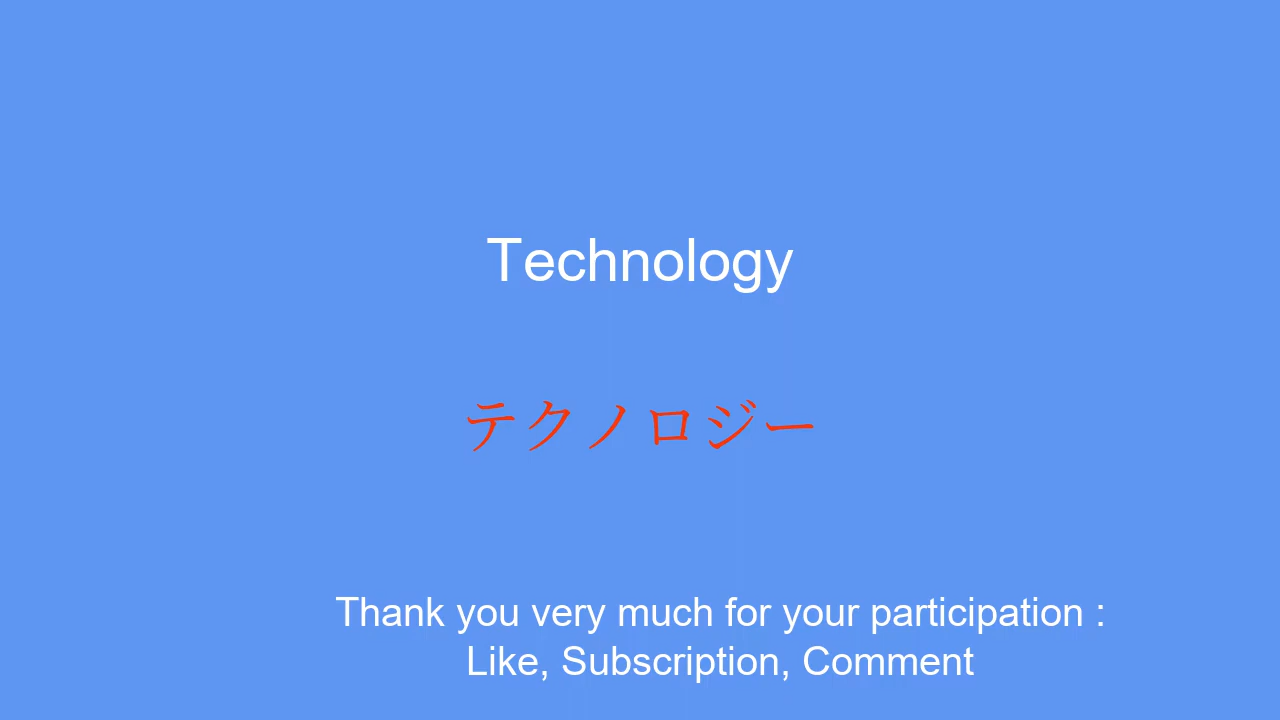 Technology
テクノロジー
Thank you very much for your participation :
Like, Subscription, Comment